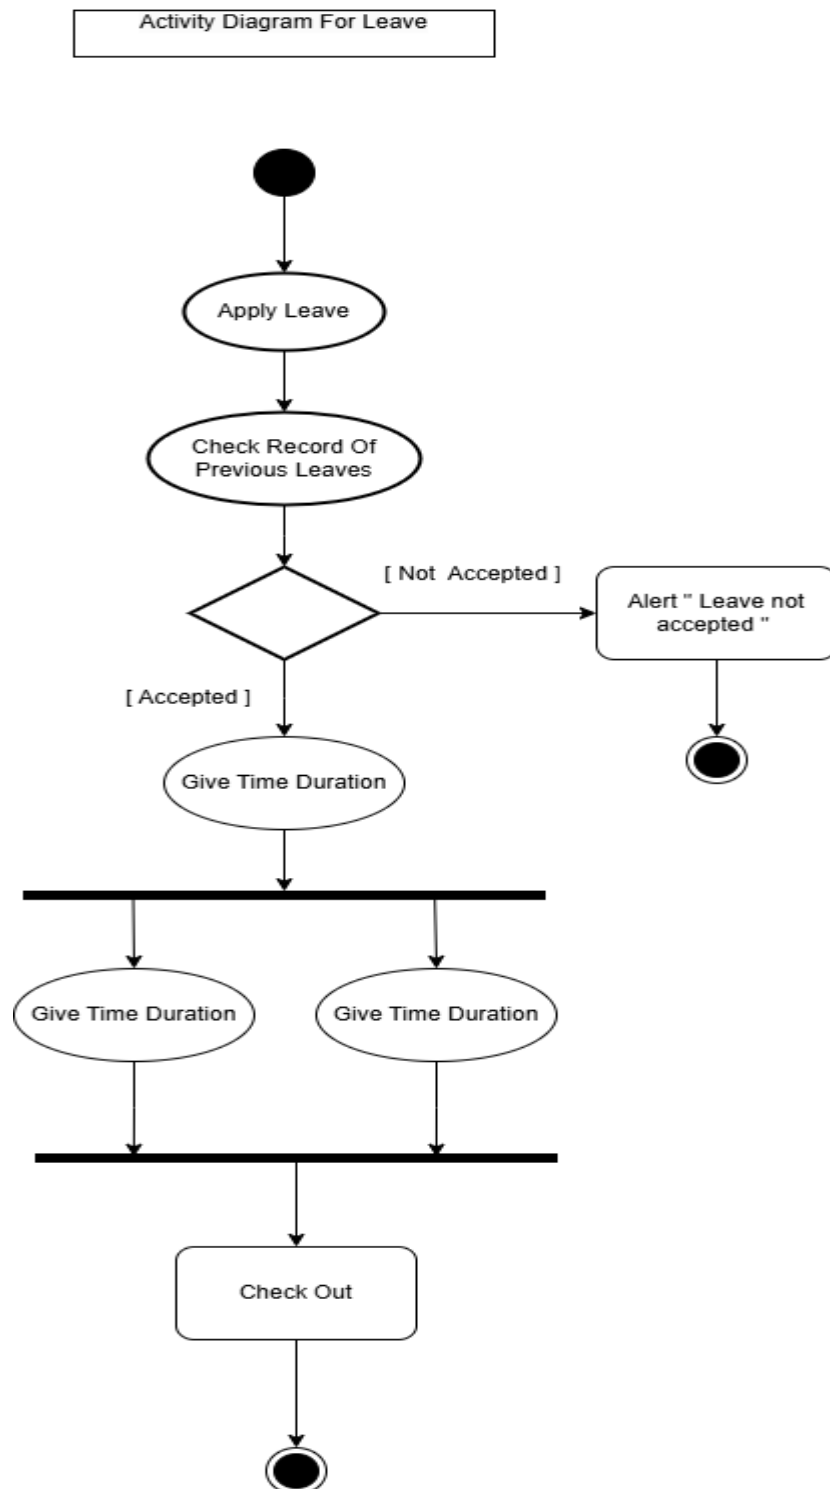 Activity Diagram For Leave
Apply Leave
Check Record Of
Previous Leaves
[ Not  Accepted ]
Alert " Leave not
accepted "
[ Accepted ]
Give Time Duration
Give Time Duration
Give Time Duration
Check Out